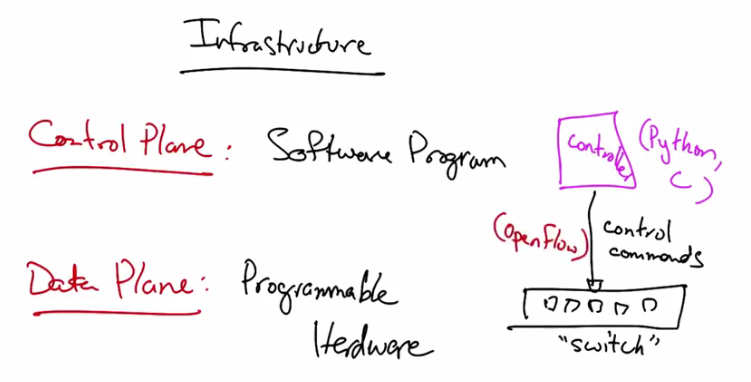 Infrastructure
Control Plane: Software Program
Controller (Python,
C)
(OpenFlow) control
commands
Data Plane: Programmable
Hardware
"switch"